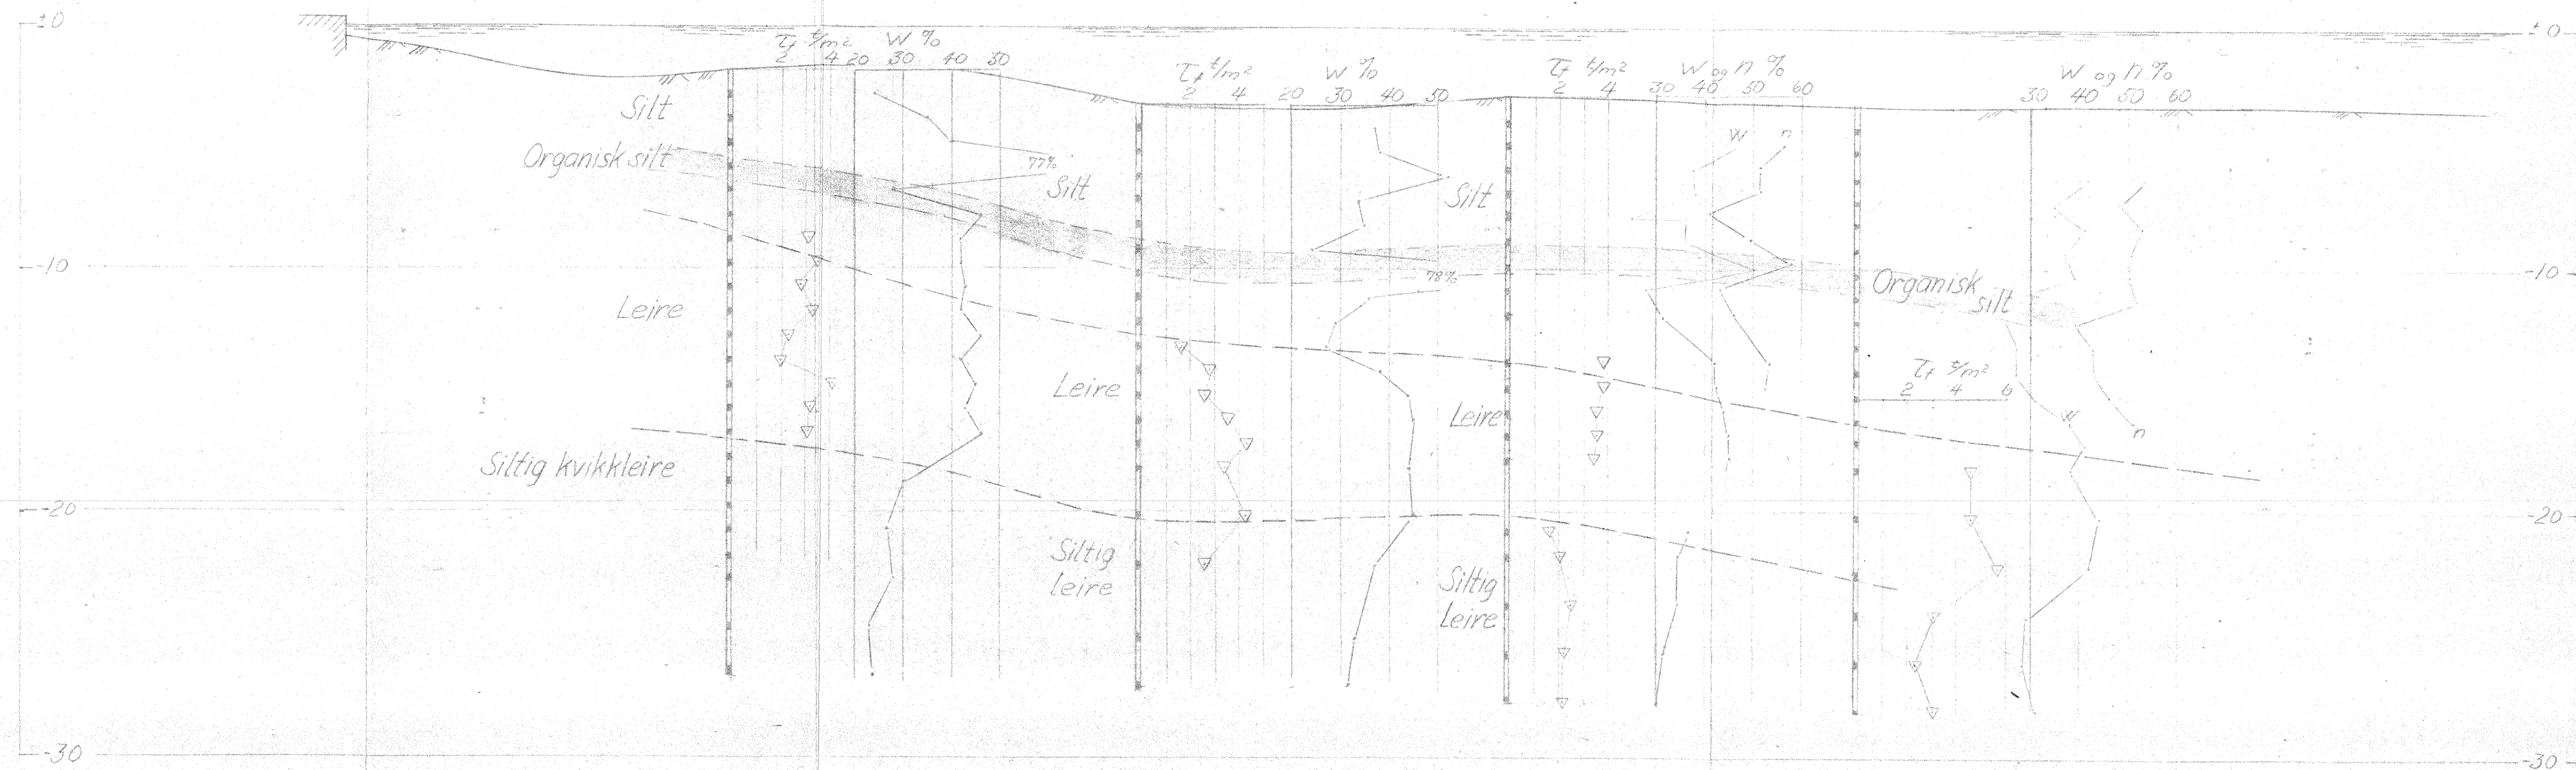 ±0
± 0
τf t/m²
W %
2 4 20 30 40 50
τf t/m²
W %
2 4 20 30 40 50
τf t/m²
W og n %
2 4 30 40 50 60
W og n %
30 40 50 60
Silt
W n
Organisk silt
77%
Silt
Silt
-10
-10
78%
Organisk
silt
Leire
τf t/m²
2 4 6
Leire
Leire
W
n
Siltig kvikkleire
-20
-20
Siltig
leire
Siltig
Leire
-30
-30